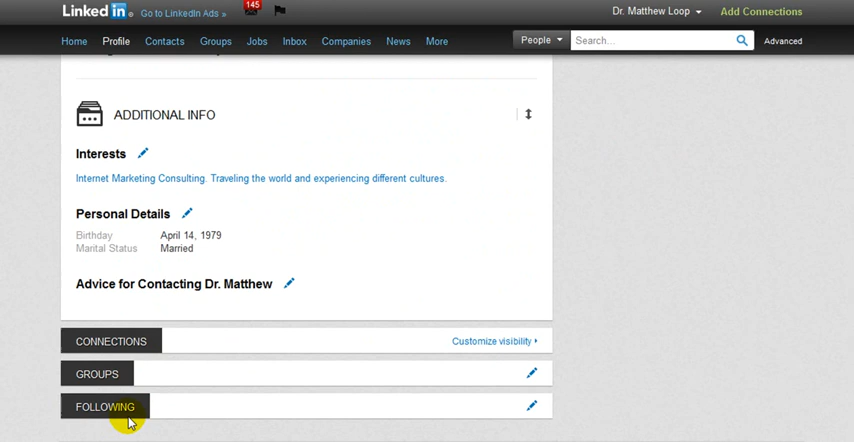 Linked in® Go to LinkedIn Ads » 145 Dr. Matthew Loop Add Connections
Home Profile Contacts Groups Jobs Inbox Companies News More People Search... Advanced
ADDITIONAL INFO
Interests
Internet Marketing Consulting. Traveling the world and experiencing different cultures.
Personal Details
Birthday April 14, 1979
Marital Status Married
Advice for Contacting Dr. Matthew
CONNECTIONS Customize visibility
GROUPS
FOLLOWING